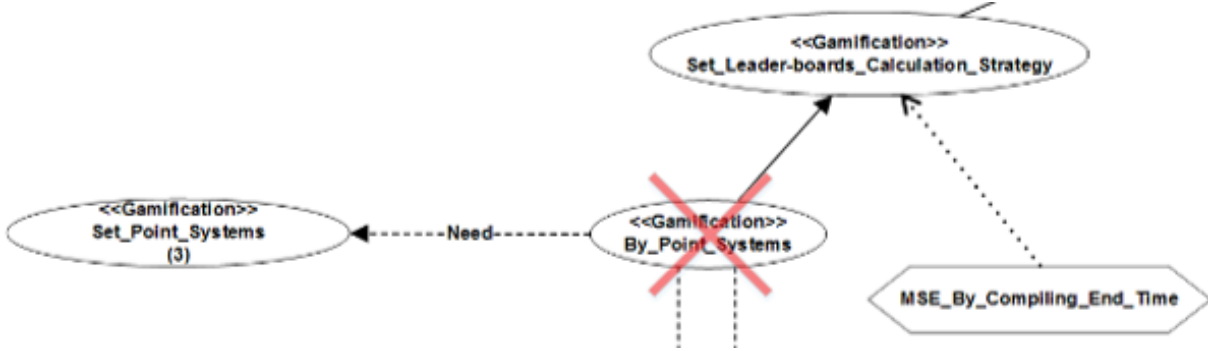 <<Gamification>>
Set_Leader-boards_Calculation_Strategy
<<Gamification>>
Set_Point_Systems
(3)
Need
<<Gamification>>
By_Point_Systems
MSE_By_Compiling_End_Time